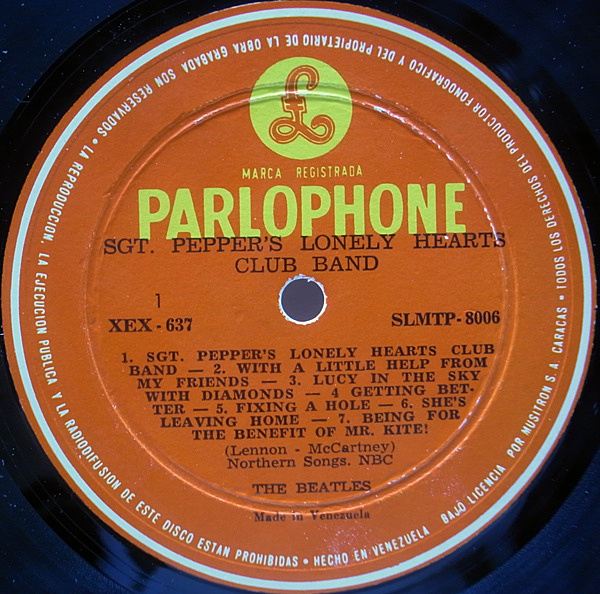 £
MARCA REGISTRADA
PARLOPHONE
SGT. PEPPER'S LONELY HEARTS
CLUB BAND
1
XEX - 637
SLMTP - 8006
1. SGT. PEPPER'S LONELY HEARTS CLUB
BAND — 2. WITH A LITTLE HELP FROM
MY FRIENDS — 3. LUCY IN THE SKY
WITH DIAMONDS — 4 GETTING BET-
TER — 5. FIXING A HOLE — 6. SHE'S
LEAVING HOME — 7. BEING FOR
THE BENEFIT OF MR. KITE!
(Lennon - McCartney)
Northern Songs. NBC
THE BEATLES
Made in Venezuela
BAJO LICENCIA POR MUSITRON S. A. CARACAS • TODOS LOS DERECHOS DEL PRODUCTOR FONOGRAFICO Y DEL PROPIETARIO DE LA OBRA GRABADA SON RESERVADOS • LA REPRODUCCION. LA EJECUCION PUBLICA Y LA RADIODIFUSION DE ESTE DISCO ESTAN PROHIBIDAS • HECHO EN VENEZUELA